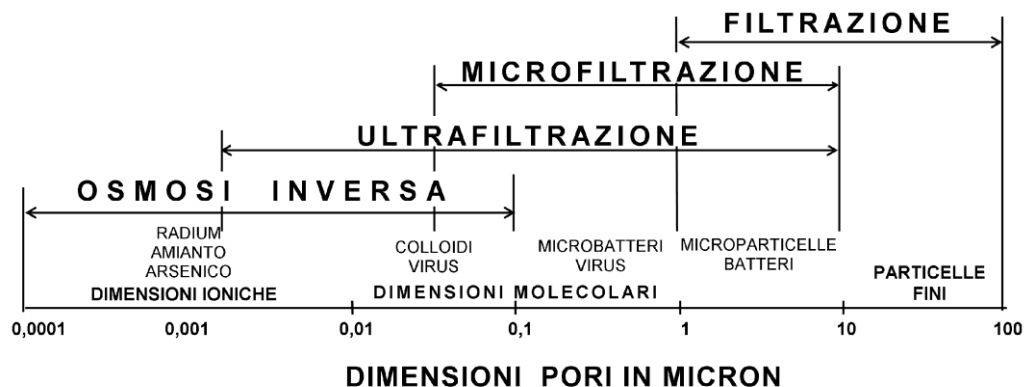 FILTRAZIONE
MICROFILTRAZIONE
ULTRAFILTRAZIONE
OSMOSI INVERSA
RADIUM
AMIANTO
ARSENICO
COLLOIDI
VIRUS
MICROBATTERI
VIRUS
MICROPARTICELLE
BATTERI
PARTICELLE
FINI
DIMENSIONI IONICHE
DIMENSIONI MOLECOLARI
0,0001 0,001 0,01 0,1 1 10 100
DIMENSIONI PORI IN MICRON